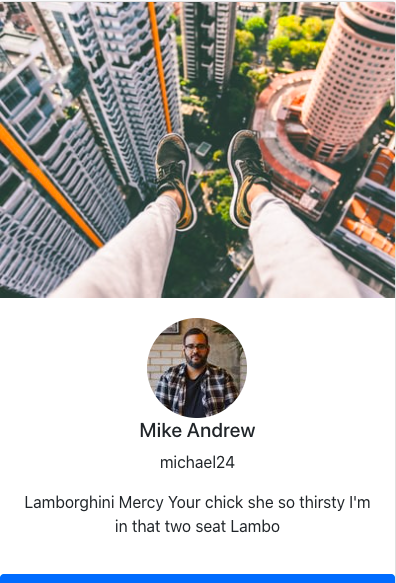 Mike Andrew
michael24
Lamborghini Mercy Your chick she so thirsty I'm
in that two seat Lambo